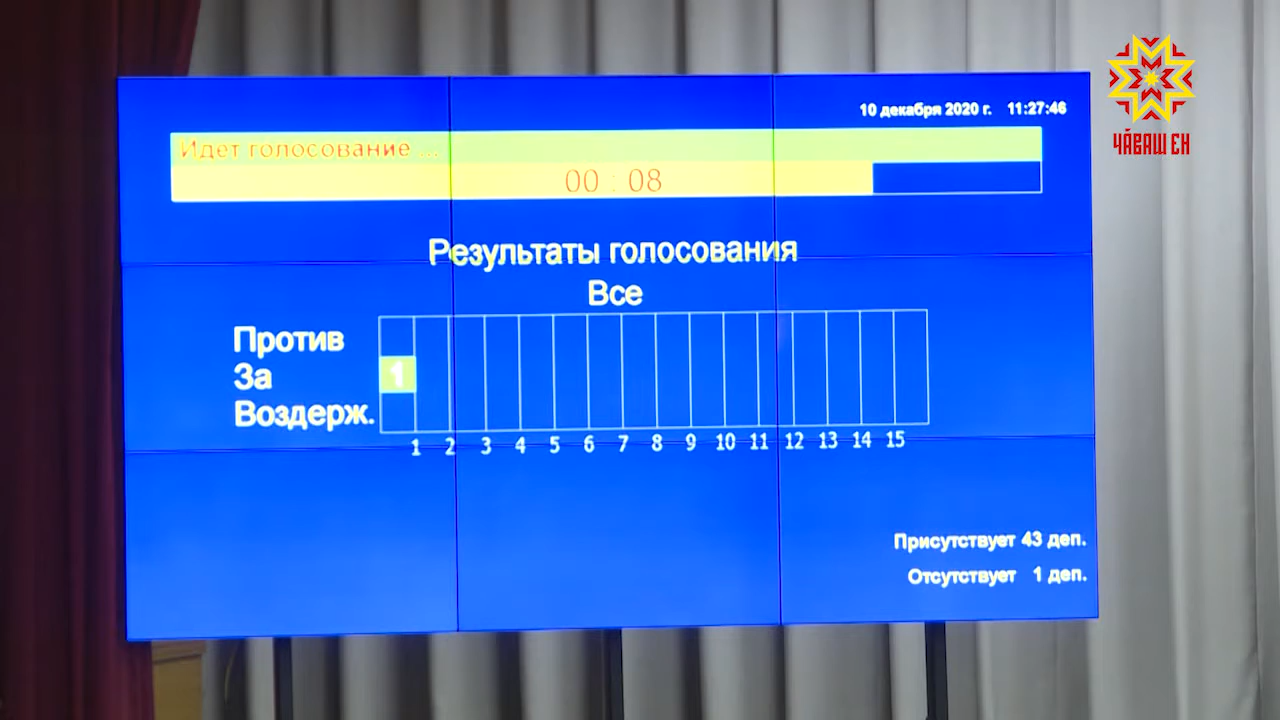 10 декабря 2020 г. 11:27:46
Идет голосование ...
00 : 08
Результаты голосования
Все
Против
За 1
Воздерж.
1 2 3 4 5 6 7 8 9 10 11 12 13 14 15
Присутствует 43 деп.
Отсутствует 1 деп.
ЧӐВАШ ЕН